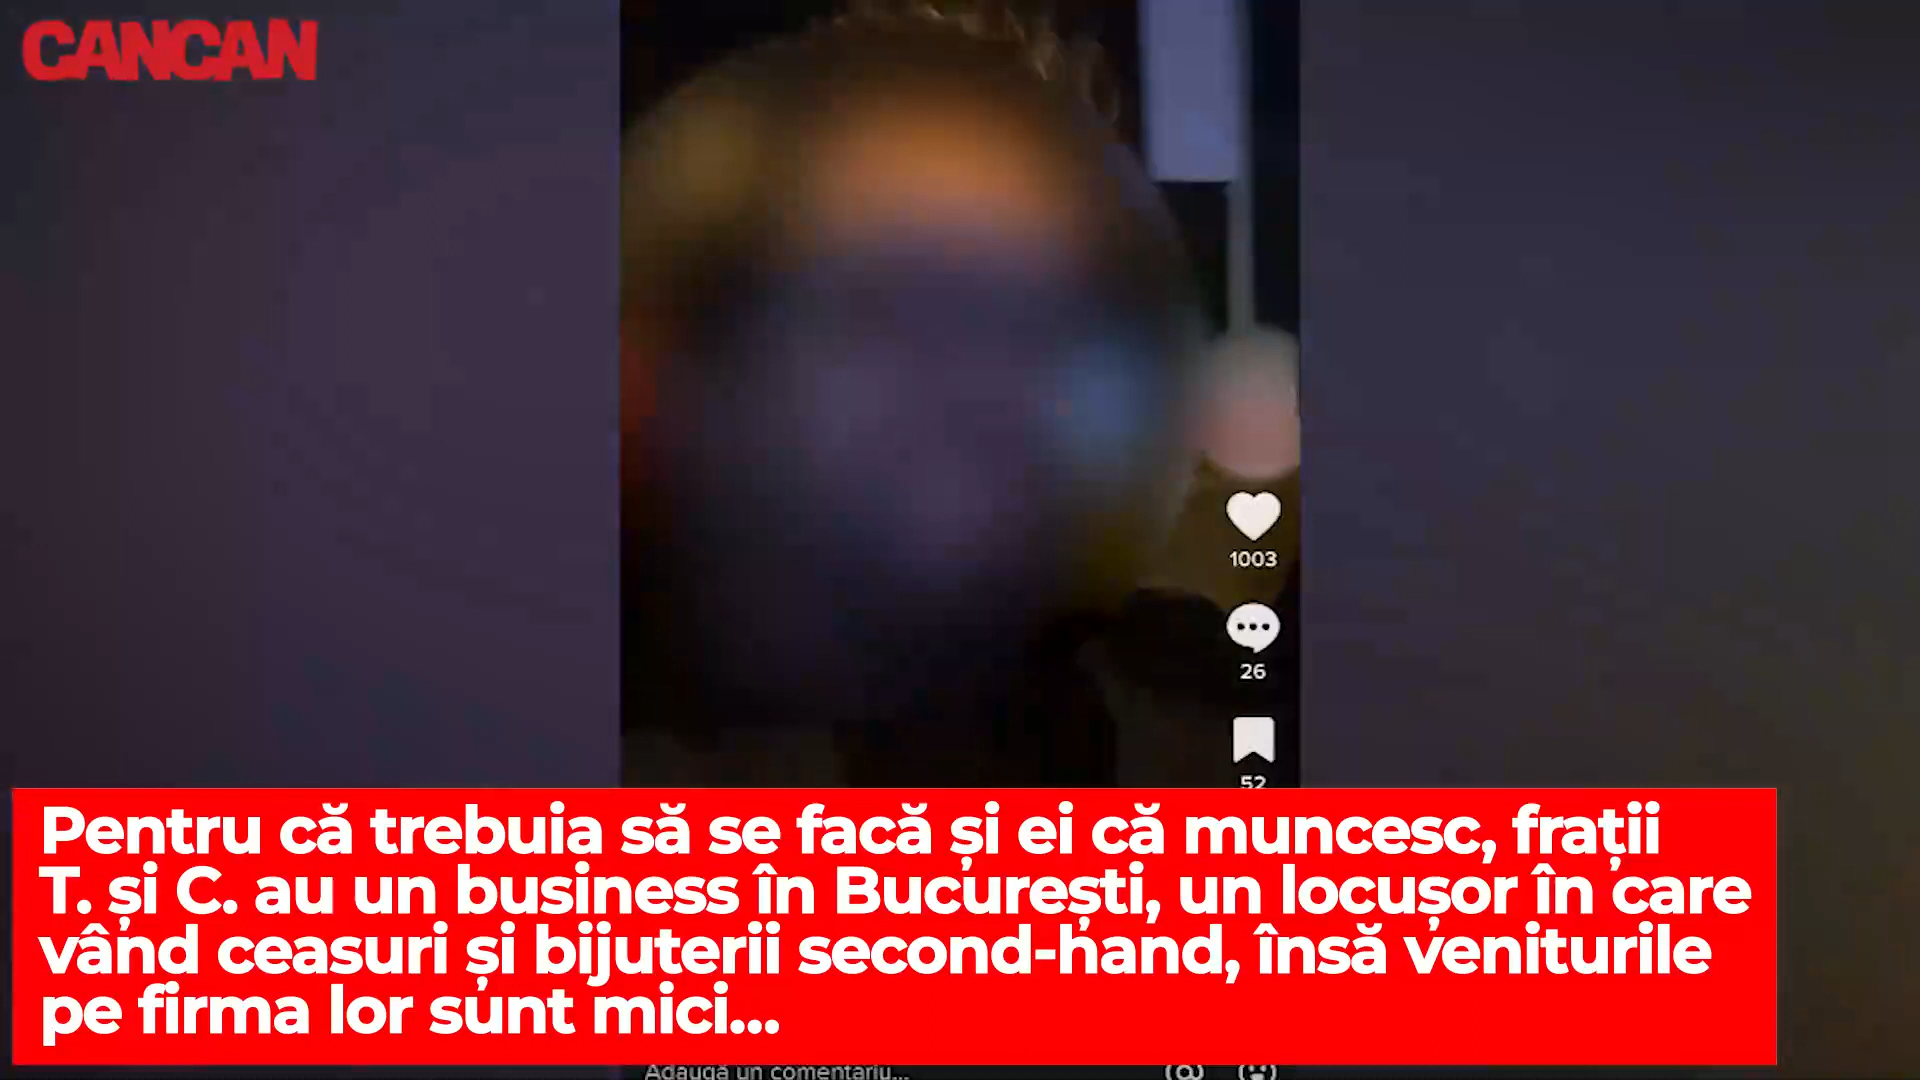 CANCAN
1003
26
52
Pentru că trebuia să se facă și ei că muncesc, frații
T. și C. au un business în București, un locușor în care
vând ceasuri și bijuterii second-hand, însă veniturile
pe firma lor sunt mici...
Adaugă un comentariu...